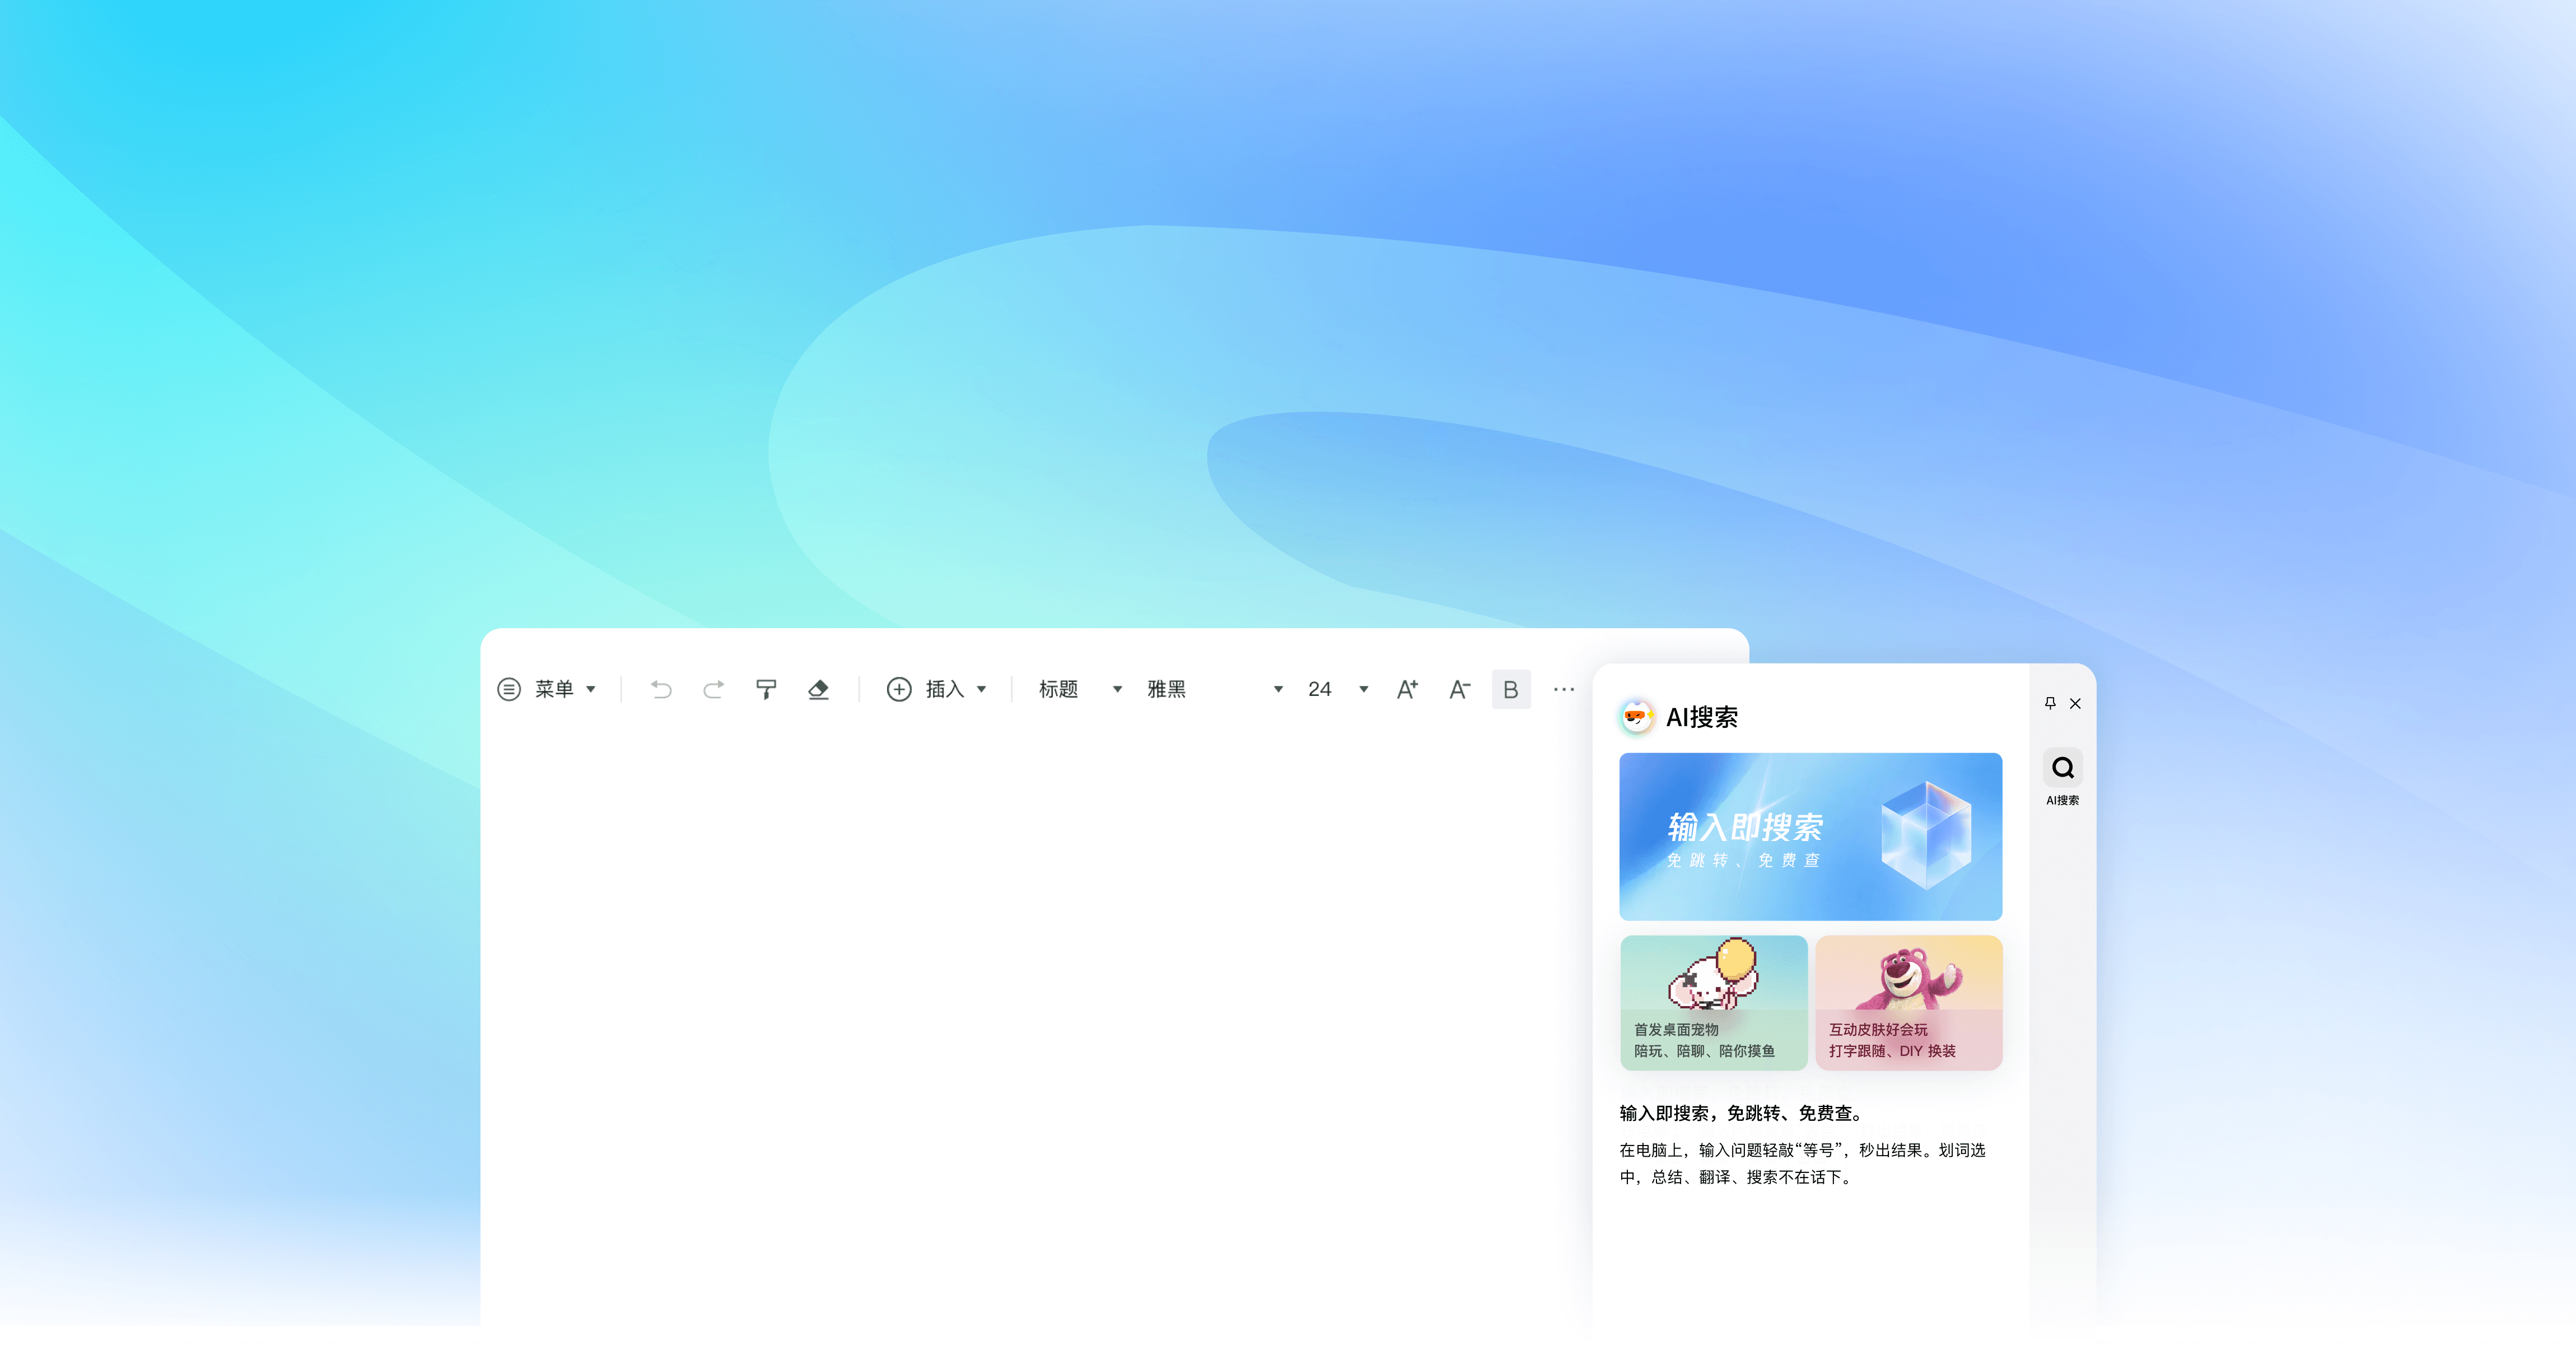 菜单
插入
标题
雅黑
24
A+
A-
B
AI搜索
AI搜索
输入即搜索
免跳转、免费查
首发桌面宠物
陪玩、陪聊、陪你摸鱼
互动皮肤好会玩
打字跟随、DIY 换装
输入即搜索，免跳转、免费查。
在电脑上，输入问题轻敲“等号”，秒出结果。划词选
中，总结、翻译、搜索不在话下。